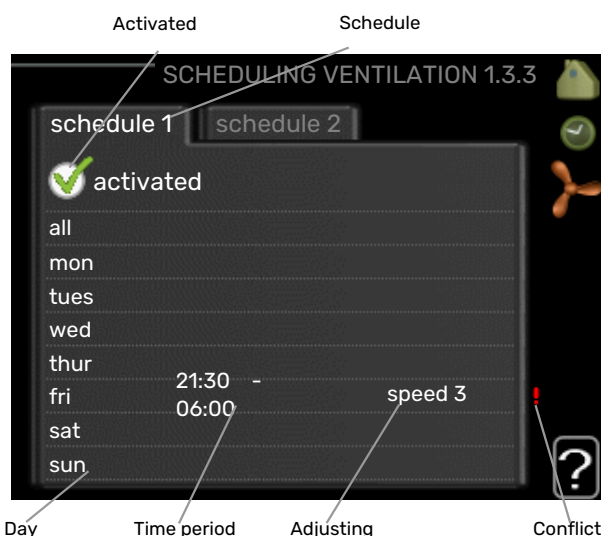 Activated
Schedule
SCHEDULING VENTILATION 1.3.3
schedule 1
schedule 2
activated
all
mon
tues
wed
thur
fri
21:30 -
06:00
speed 3
!
sat
sun
?
Day
Time period
Adjusting
Conflict